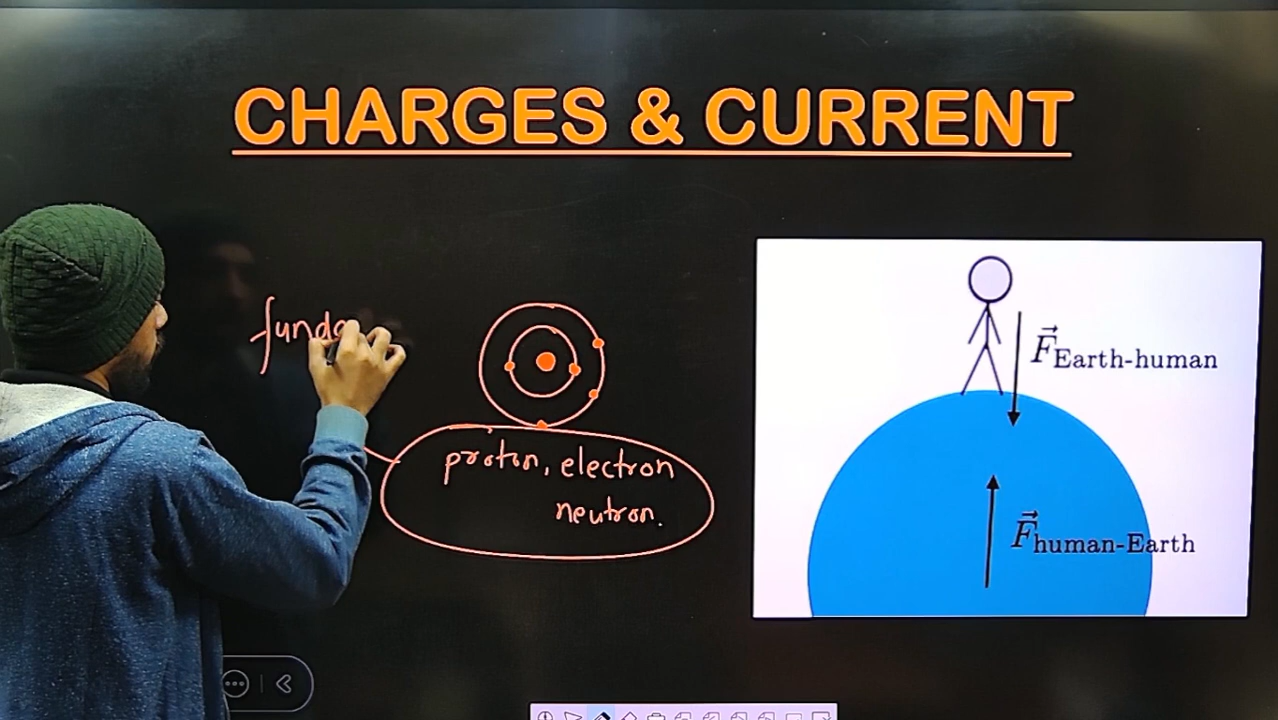 CHARGES & CURRENT
funda
proton, electron
neutron.
F⃗Earth-human
F⃗human-Earth